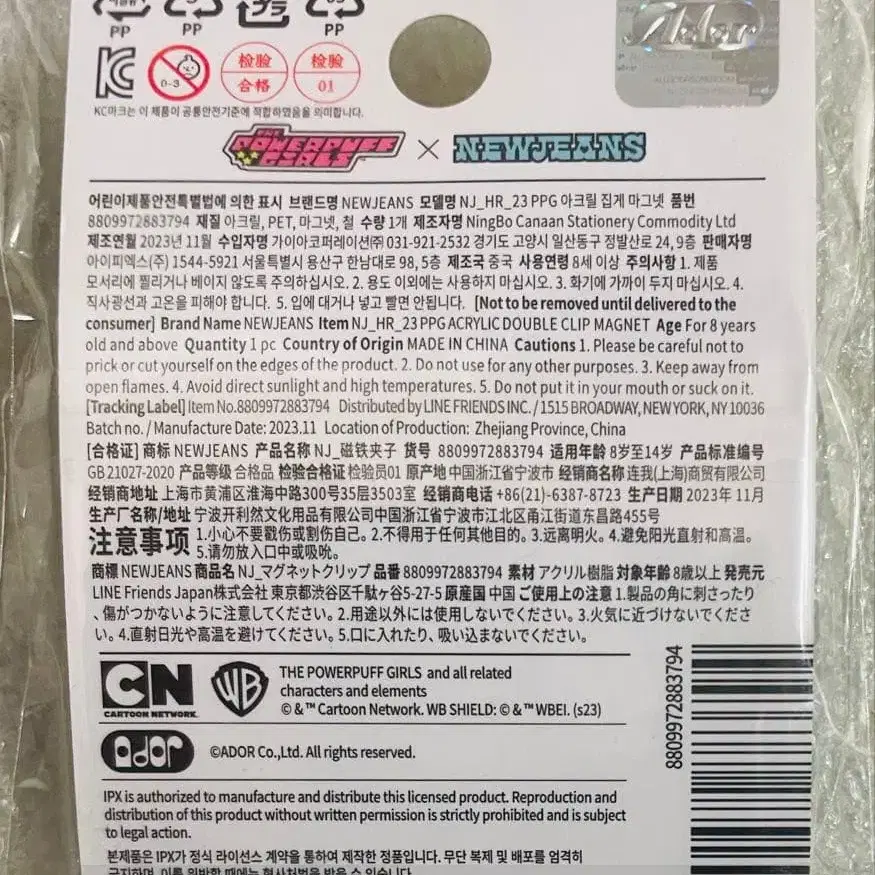 PP PP PP
KC 0-3 检验 合格 检验 01
Ador
KC마크는 이 제품이 공통안전기준에 적합하였음을 의미합니다.
THE POWERPUFF GIRLS × NEWJEANS
어린이제품안전특별법에 의한 표시 브랜드명 NEWJEANS 모델명 NJ_HR_23 PPG 아크릴 집게 마그넷 품번
8809972883794 재질 아크릴, PET, 마그넷, 철 수량 1개 제조자명 NingBo Canaan Stationery Commodity Ltd
제조연월 2023년 11월 수입자명 가이아코퍼레이션㈜ 031-921-2532 경기도 고양시 일산동구 정발산로 24, 9층 판매자명
아이피엑스(주) 1544-5921 서울특별시 용산구 한남대로 98, 5층 제조국 중국 사용연령 8세 이상 주의사항 1. 제품
모서리에 찔리거나 베이지 않도록 주의하십시오. 2. 용도 이외에는 사용하지 마십시오. 3. 화기에 가까이 두지 마십시오. 4.
직사광선과 고온을 피해야 합니다. 5. 입에 대거나 넣고 빨면 안됩니다. [Not to be removed until delivered to the
consumer] Brand Name NEWJEANS Item NJ_HR_23 PPG ACRYLIC DOUBLE CLIP MAGNET Age For 8 years
old and above Quantity 1 pc Country of Origin MADE IN CHINA Cautions 1. Please be careful not to
prick or cut yourself on the edges of the product. 2. Do not use for any other purposes. 3. Keep away from
open flames. 4. Avoid direct sunlight and high temperatures. 5. Do not put it in your mouth or suck on it.
[Tracking Label] Item No.8809972883794 Distributed by LINE FRIENDS INC. / 1515 BROADWAY, NEW YORK, NY 10036
Batch no. / Manufacture Date: 2023.11 Location of Production: Zhejiang Province, China
[合格证] 商标 NEWJEANS 产品名称 NJ_磁铁夹子 货号 8809972883794 适用年龄 8岁至14岁 产品标准编号
GB 21027-2020 产品等级 合格品 检验合格证 检验员01 原产地 中国浙江省宁波市 经销商名称 连我(上海)商贸有限公司
经销商地址 上海市黄浦区淮海中路300号35层3503室 经销商电话 +86(21)-6387-8723 生产日期 2023年 11月
生产厂名称/地址 宁波开利然文化用品有限公司中国浙江省宁波市江北区甬江街道东昌路455号
注意事项 1.小心不要戳伤或割伤自己。2.不得用于任何其他目的。3.远离明火。4.避免阳光直射和高温。
5.请勿放入口中或吸吮。
商標 NEWJEANS 商品名 NJ_マグネットクリップ 品番 8809972883794 素材 アクリル樹脂 対象年齢 8歳以上 発売元
LINE Friends Japan株式会社 東京都渋谷区千駄ヶ谷5-27-5 原産国 中国 ご使用上の注意 1.製品の角に刺さったり
、傷がつかないように注意してください。2.用途以外には使用しないでください。3.火気に近づけないでくださ
い。4.直射日光や高温を避けてください。5.口に入れたり、吸い込まないでください。
CN CARTOON NETWORK WB THE POWERPUFF GIRLS and all related
characters and elements
© & ™ Cartoon Network. WB SHIELD: © & ™ WBEI. (s23)
ador ©ADOR Co.,Ltd. All rights reserved.
8809972883794
IPX is authorized to manufacture and distribute this licensed product. Reproduction and
distribution of this product without written permission is strictly prohibited and is subject
to legal action.
본제품은 IPX가 정식 라이선스 계약을 통하여 제작한 정품입니다. 무단 복제 및 배포를 엄격히